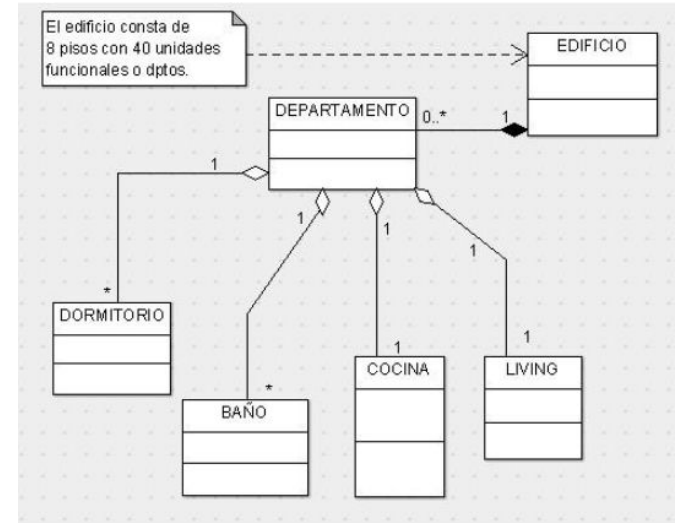 El edificio consta de
8 pisos con 40 unidades
funcionales o dptos.
EDIFICIO
DEPARTAMENTO
0..*
1
1
1
1
1
*
DORMITORIO
*
BAÑO
1
COCINA
1
LIVING